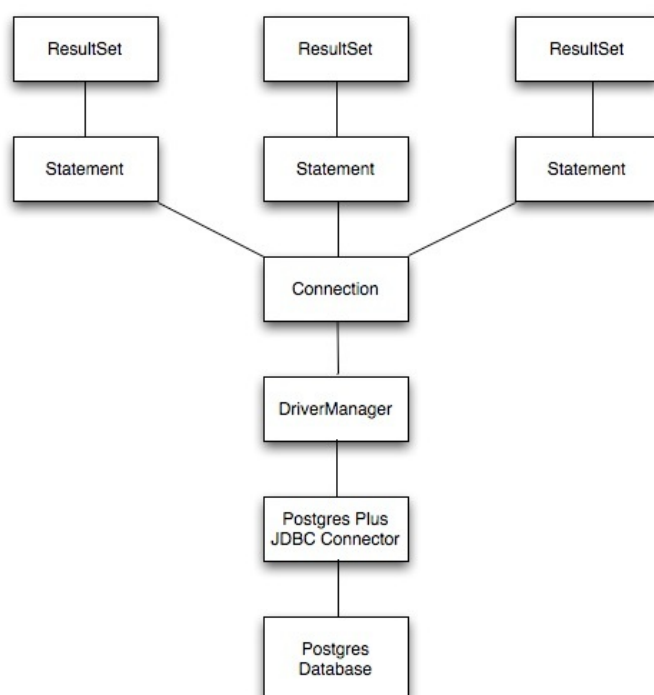 ResultSet
ResultSet
ResultSet
Statement
Statement
Statement
Connection
DriverManager
Postgres Plus
JDBC Connector
Postgres
Database